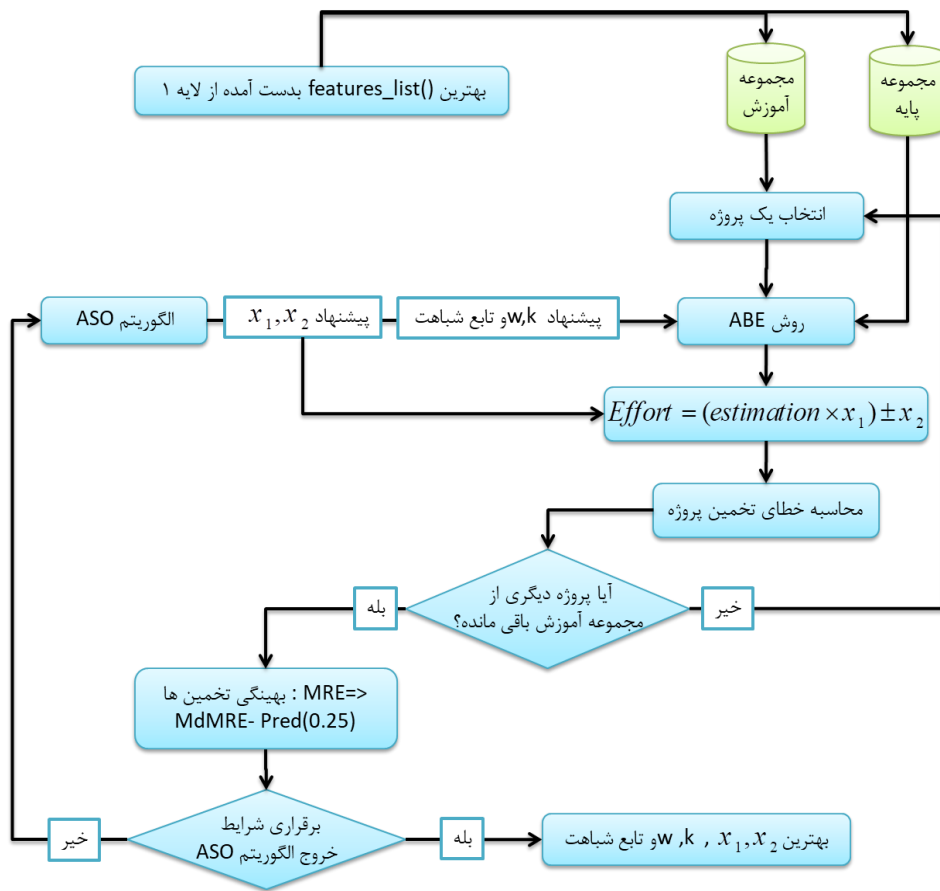 بهترین features_list() بدست آمده از لایه ۱
مجموعه
آموزش
مجموعه
پایه
انتخاب یک پروژه
الگوریتم ASO
پیشنهاد x1, x2
پیشنهاد w,k و تابع شباهت
روش ABE
Effort = (estimation × x1) ± x2
محاسبه خطای تخمین پروژه
آیا پروژه دیگری از
مجموعه آموزش باقی مانده؟
بله
خیر
بهینگی تخمین ها : MRE=>
MdMRE- Pred(0.25)
برقراری شرایط
خروج الگوریتم ASO
خیر
بله
بهترین x1, x2 , w ,k و تابع شباهت